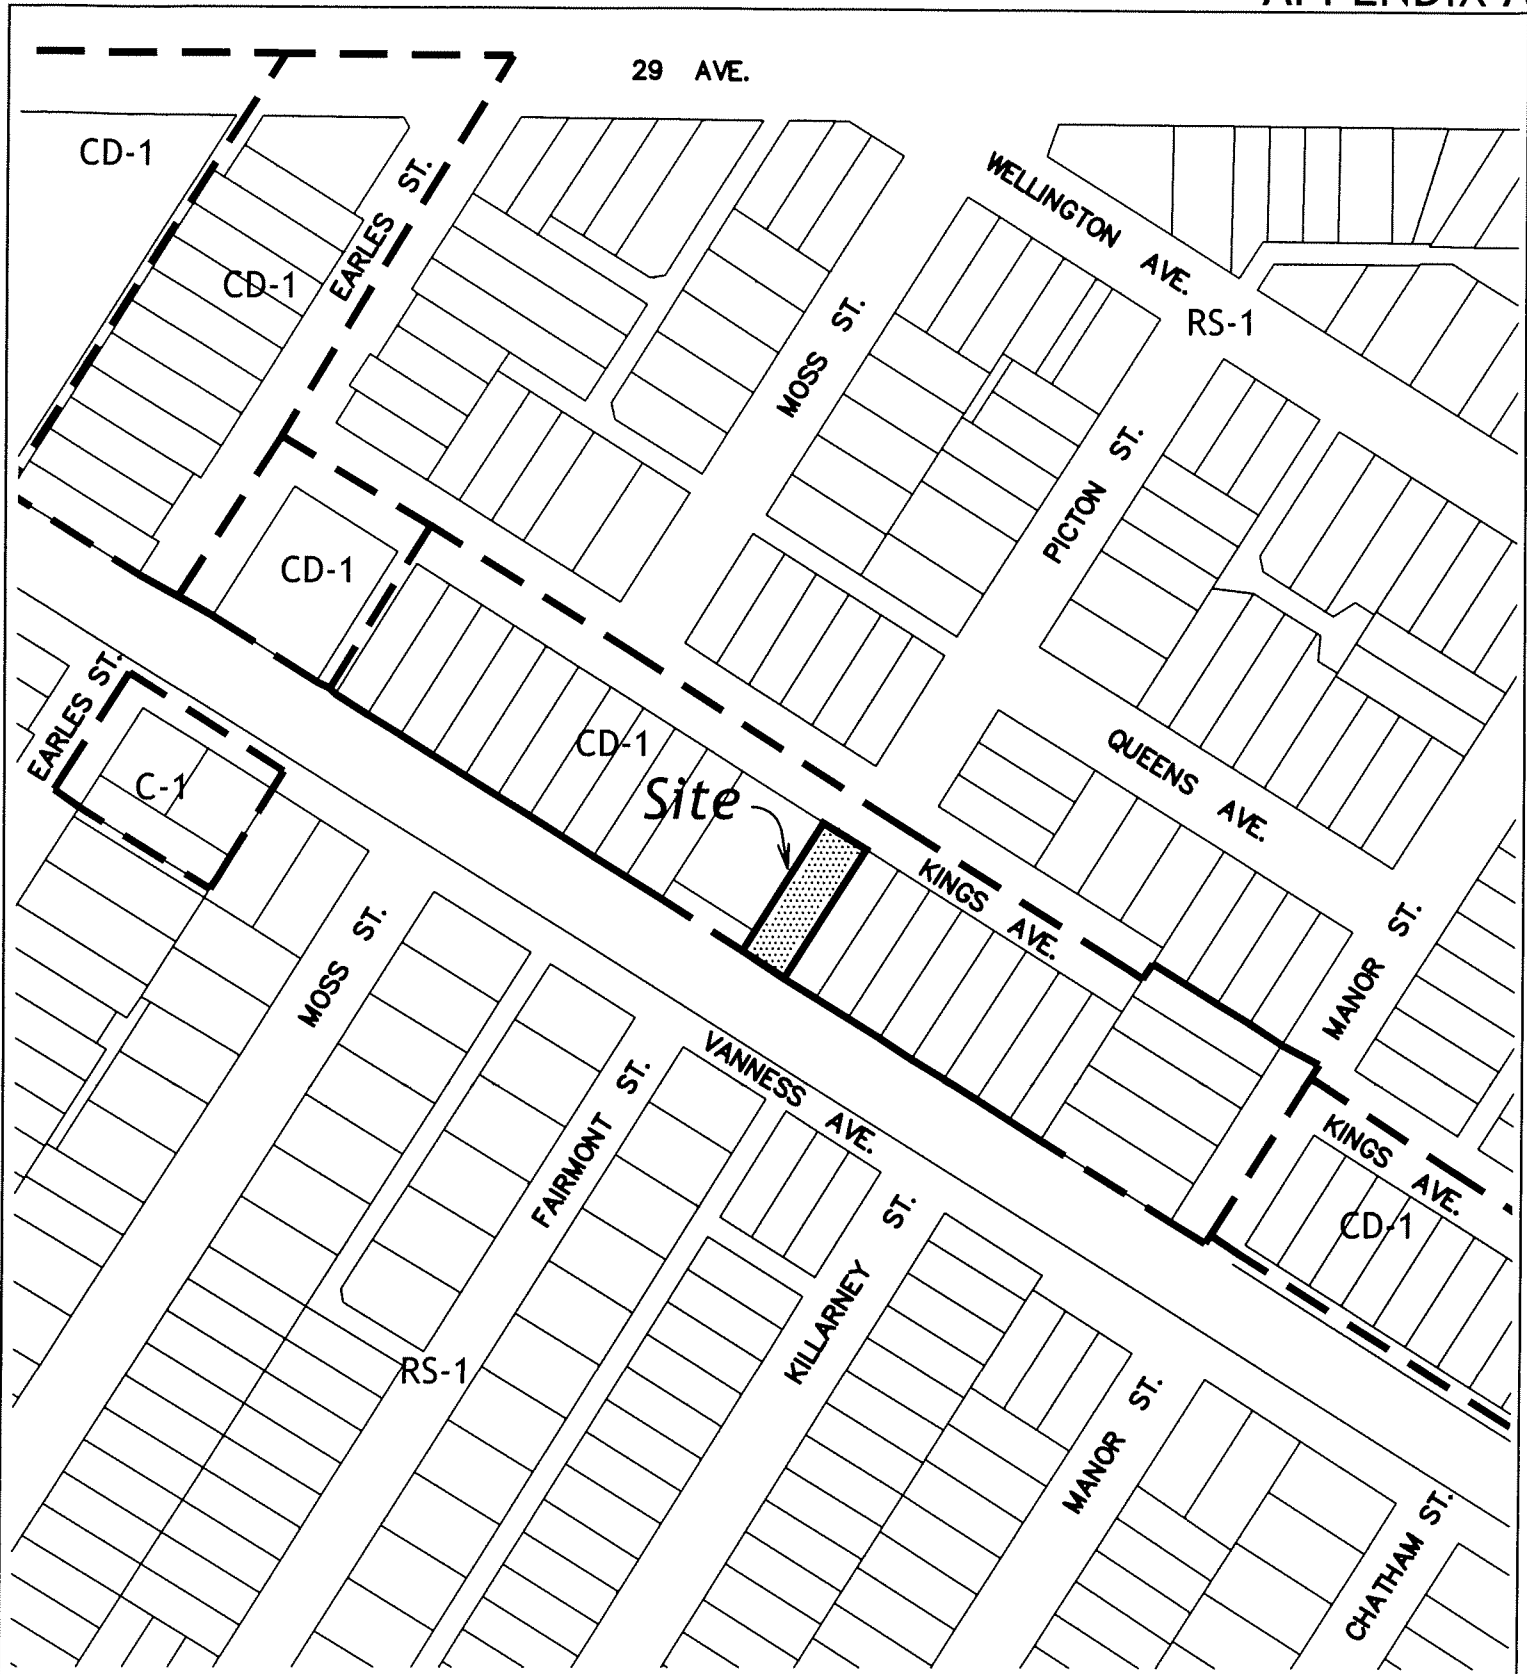 APPENDIX A
29 AVE.
CD-1
EARLES ST.
CD-1
WELLINGTON AVE.
RS-1
MOSS ST.
PICTON ST.
CD-1
EARLES ST.
C-1
CD-1
Site
QUEENS AVE.
KINGS AVE.
MANOR ST.
MOSS ST.
VANNESS AVE.
FAIRMONT ST.
KINGS AVE.
CD-1
KILLARNEY ST.
RS-1
MANOR ST.
CHATHAM ST.